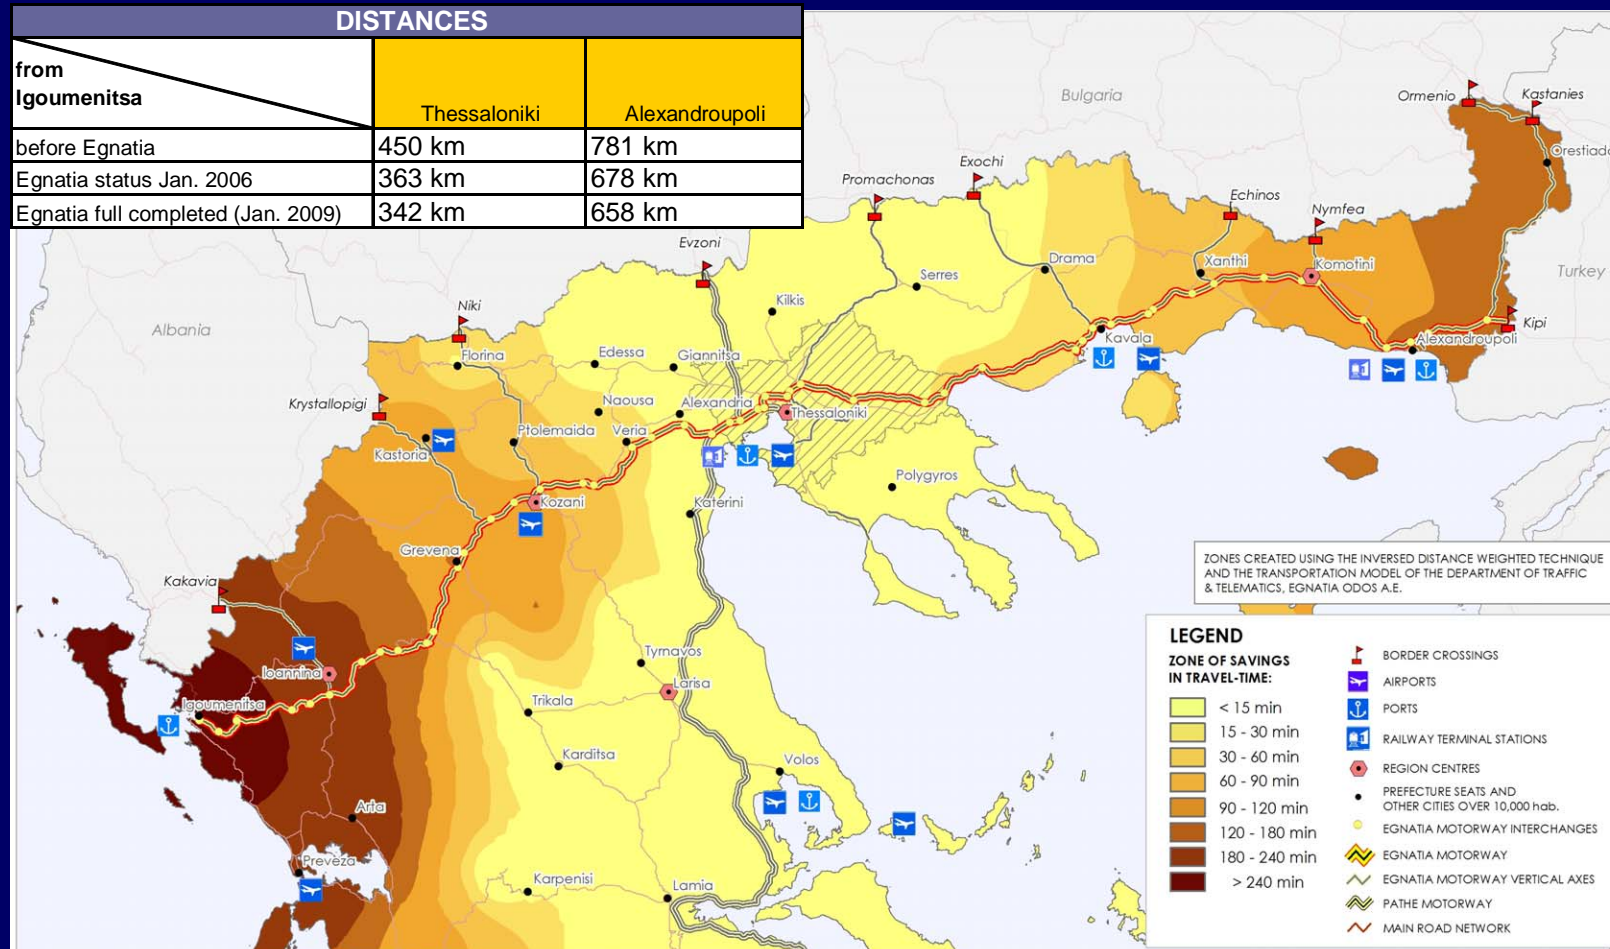 DISTANCES
from
Igoumenitsa
Thessaloniki
Alexandroupoli
before Egnatia
450 km
781 km
Egnatia status Jan. 2006
363 km
678 km
Egnatia full completed (Jan. 2009)
342 km
658 km
Bulgaria
Ormenio
Kastanies
Orestiado
Exochi
Promachonas
Echinos
Nymfea
Evzoni
Drama
Xanthi
Komotini
Turkey
Serres
Niki
Kilkis
Albania
Kipi
Kavala
Alexandroupoli
Florina
Edessa
Giannitsa
Krystallopigi
Naousa
Alexandria
Thessaloniki
Ptolemaida
Veria
Kastoria
Polygyros
Kozani
Katerini
Grevena
Kakavia
Ioannina
Tyrnavos
Larisa
Igoumenitsa
Trikala
Karditsa
Volos
Arta
Preveza
Karpenisi
Lamia
ZONES CREATED USING THE INVERSED DISTANCE WEIGHTED TECHNIQUE
AND THE TRANSPORTATION MODEL OF THE DEPARTMENT OF TRAFFIC
& TELEMATICS, EGNATIA ODOS A.E.
LEGEND
ZONE OF SAVINGS
IN TRAVEL-TIME:
< 15 min
15 - 30 min
30 - 60 min
60 - 90 min
90 - 120 min
120 - 180 min
180 - 240 min
> 240 min
BORDER CROSSINGS
AIRPORTS
PORTS
RAILWAY TERMINAL STATIONS
REGION CENTRES
PREFECTURE SEATS AND
OTHER CITIES OVER 10,000 hab.
EGNATIA MOTORWAY INTERCHANGES
EGNATIA MOTORWAY
EGNATIA MOTORWAY VERTICAL AXES
PATHE MOTORWAY
MAIN ROAD NETWORK